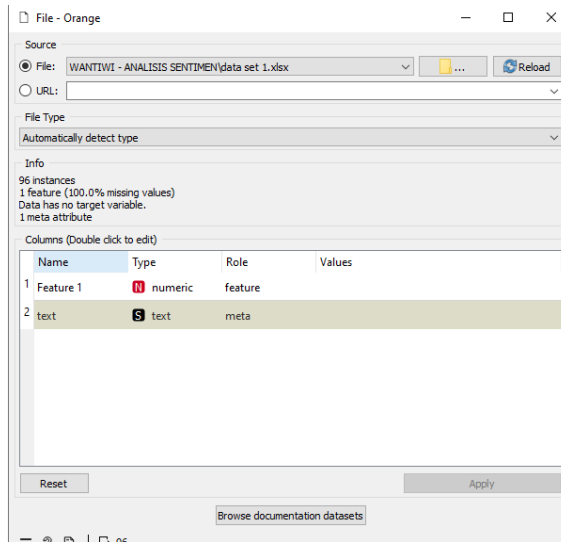 File - Orange
Source
File: WANTIWI - ANALISIS SENTIMEN\data set 1.xlsx ... Reload
URL:
File Type
Automatically detect type
Info
96 instances
1 feature (100.0% missing values)
Data has no target variable.
1 meta attribute
Columns (Double click to edit)
Name Type Role Values
1 Feature 1 N numeric feature
2 text S text meta
Reset Apply
Browse documentation datasets
96